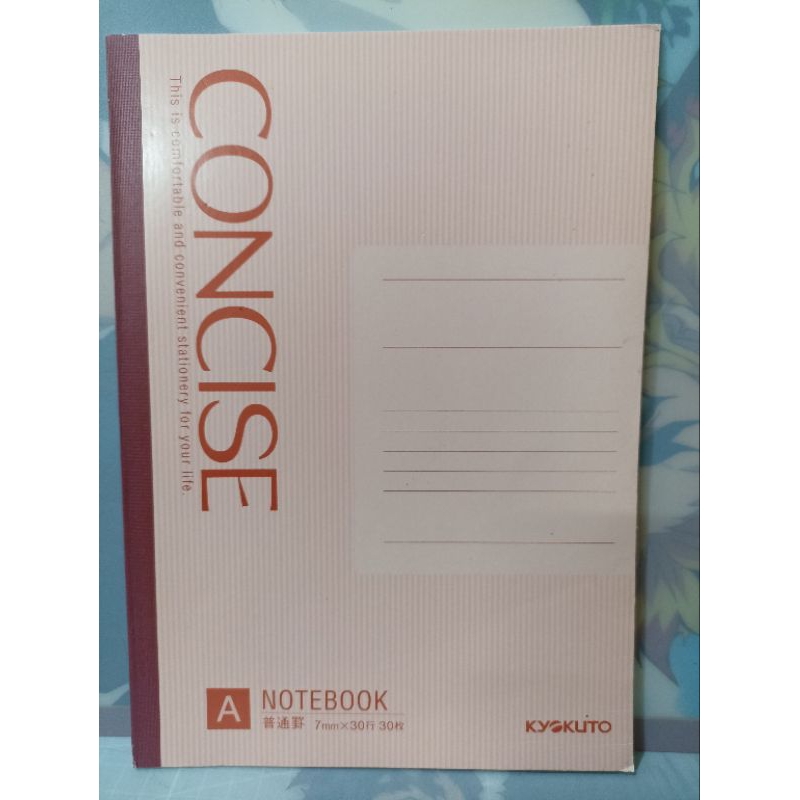 CONCISE
This is comfortable and convenient stationery for your life.
A NOTEBOOK
普通罫 7mm×30行 30枚
KYOKUTO